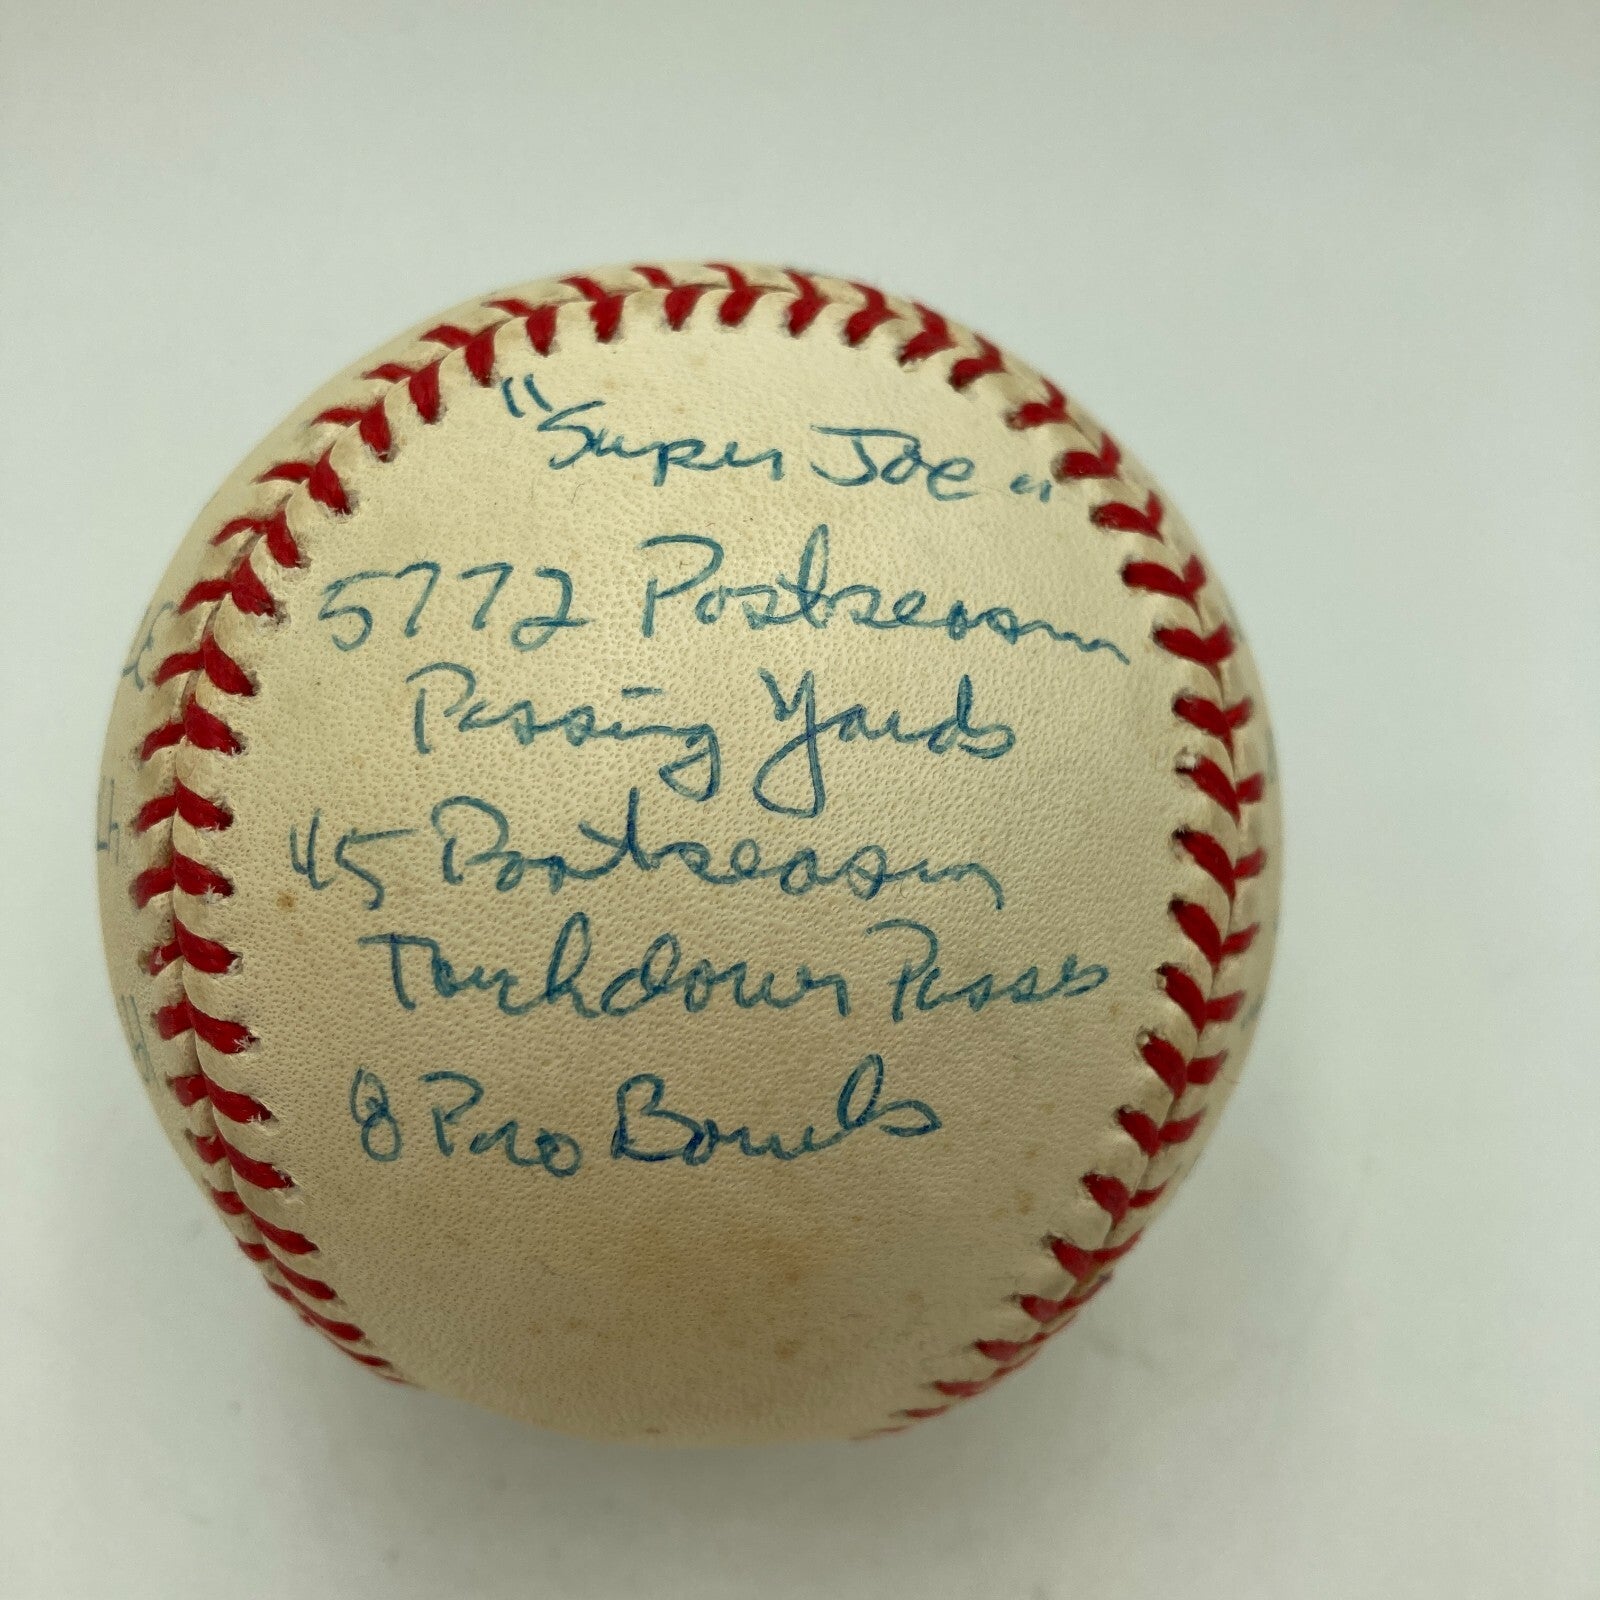 "Super Joe"
5772 Postseason
Passing Yards
45 Postseason
Touchdown Passes
8 Pro Bowls